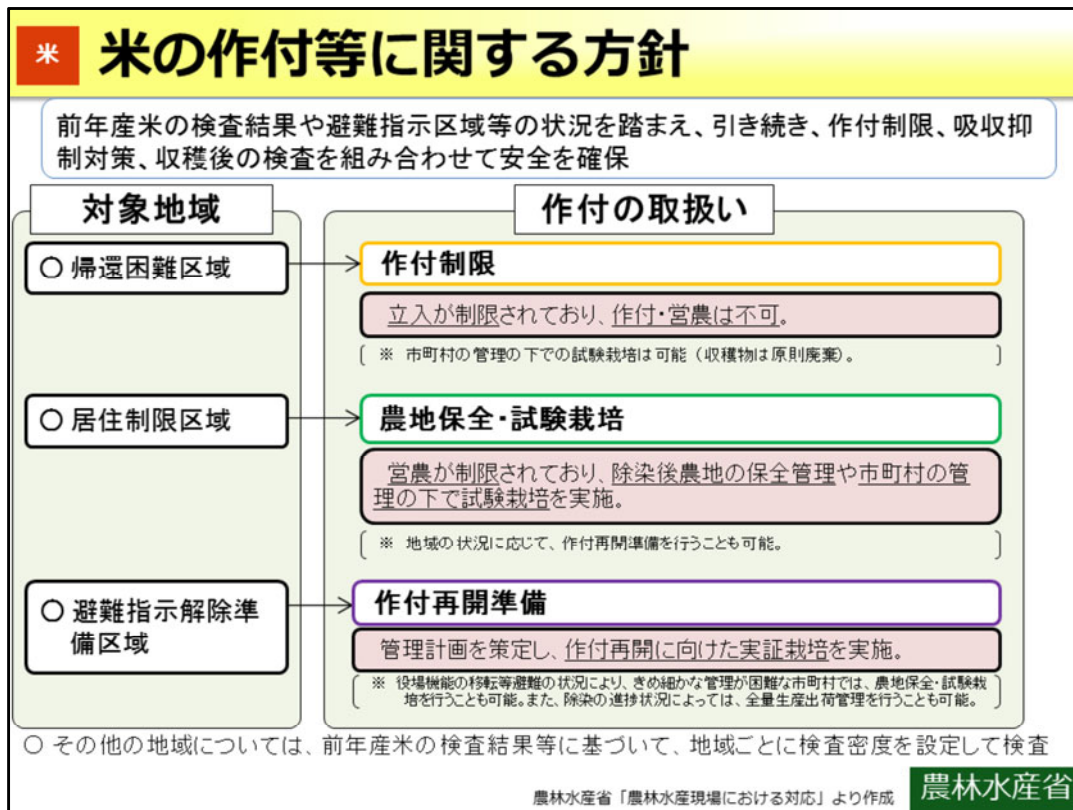 米
米の作付等に関する方針
前年産米の検査結果や避難指示区域等の状況を踏まえ、引き続き、作付制限、吸収抑
制対策、収穫後の検査を組み合わせて安全を確保
対象地域
作付の取扱い
○ 帰還困難区域
作付制限
立入が制限されており、作付・営農は不可。
※ 市町村の管理の下での試験栽培は可能（収穫物は原則廃棄）。
○ 居住制限区域
農地保全・試験栽培
営農が制限されており、除染後農地の保全管理や市町村の管
理の下で試験栽培を実施。
※ 地域の状況に応じて、作付再開準備を行うことも可能。
○ 避難指示解除準
備区域
作付再開準備
管理計画を策定し、作付再開に向けた実証栽培を実施。
※ 役場機能の移転等避難の状況により、きめ細かな管理が困難な市町村では、農地保全・試験栽
培を行うことも可能。また、除染の進捗状況によっては、全量生産出荷管理を行うことも可能。
○ その他の地域については、前年産米の検査結果等に基づいて、地域ごとに検査密度を設定して検査
農林水産省「農林水産現場における対応」より作成
農林水産省